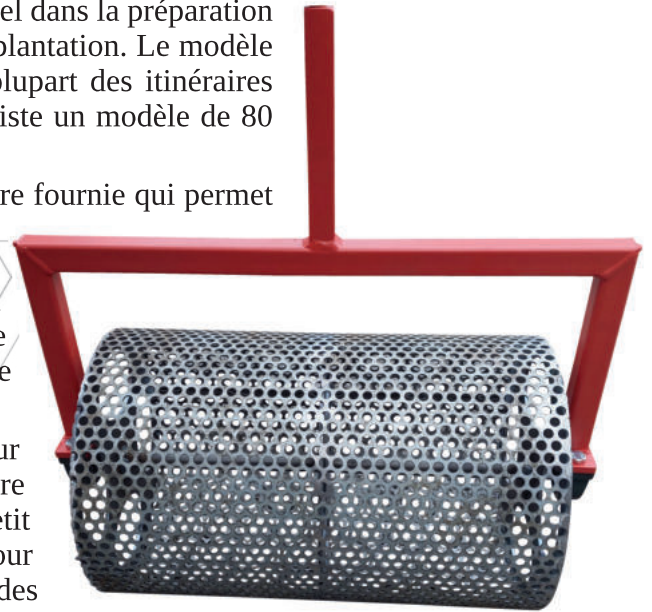 el dans la préparation
plantation. Le modèle
plupart des itinéraires
iste un modèle de 80
re fournie qui permet
e
e
ur
re
etit
our
des